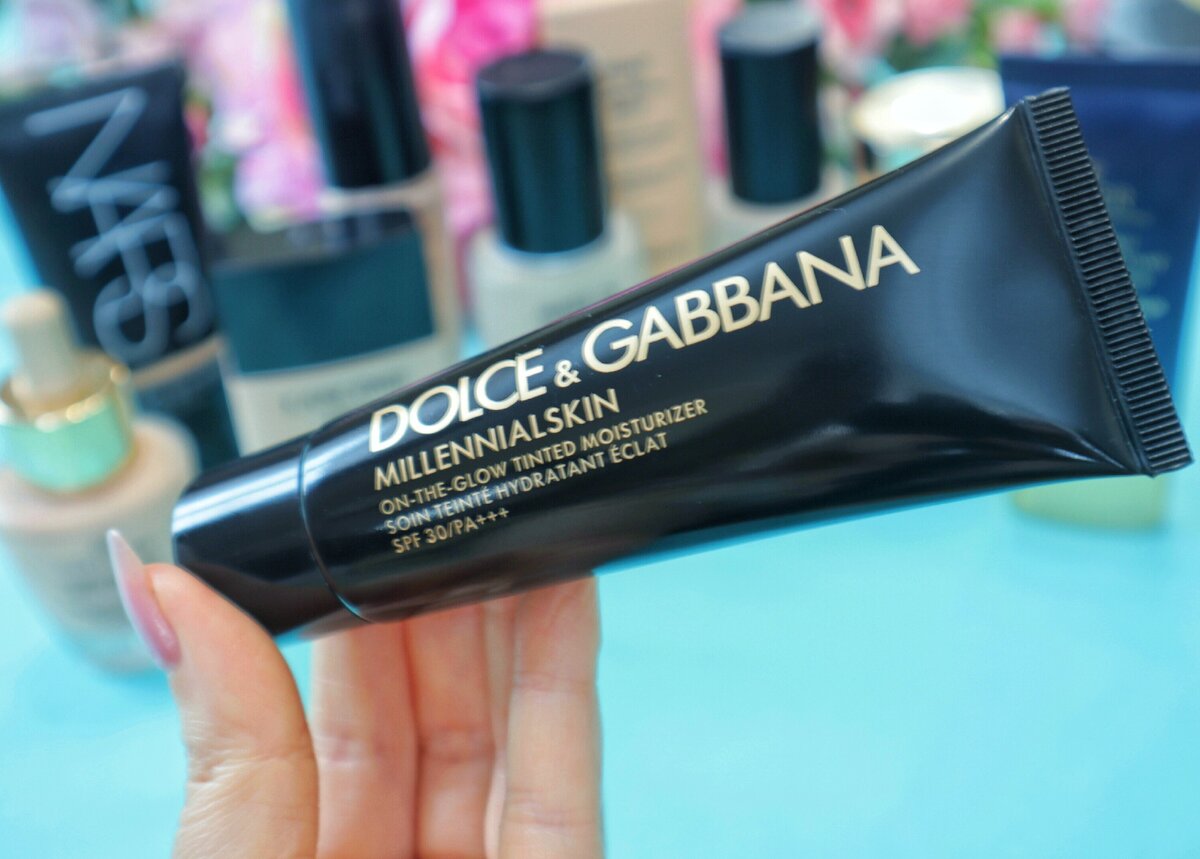 NARS
DOLCE & GABBANA
MILLENNIALSKIN
ON-THE-GLOW TINTED MOISTURIZER
SOIN TEINTÉ HYDRATANT ÉCLAT
SPF 30/PA+++